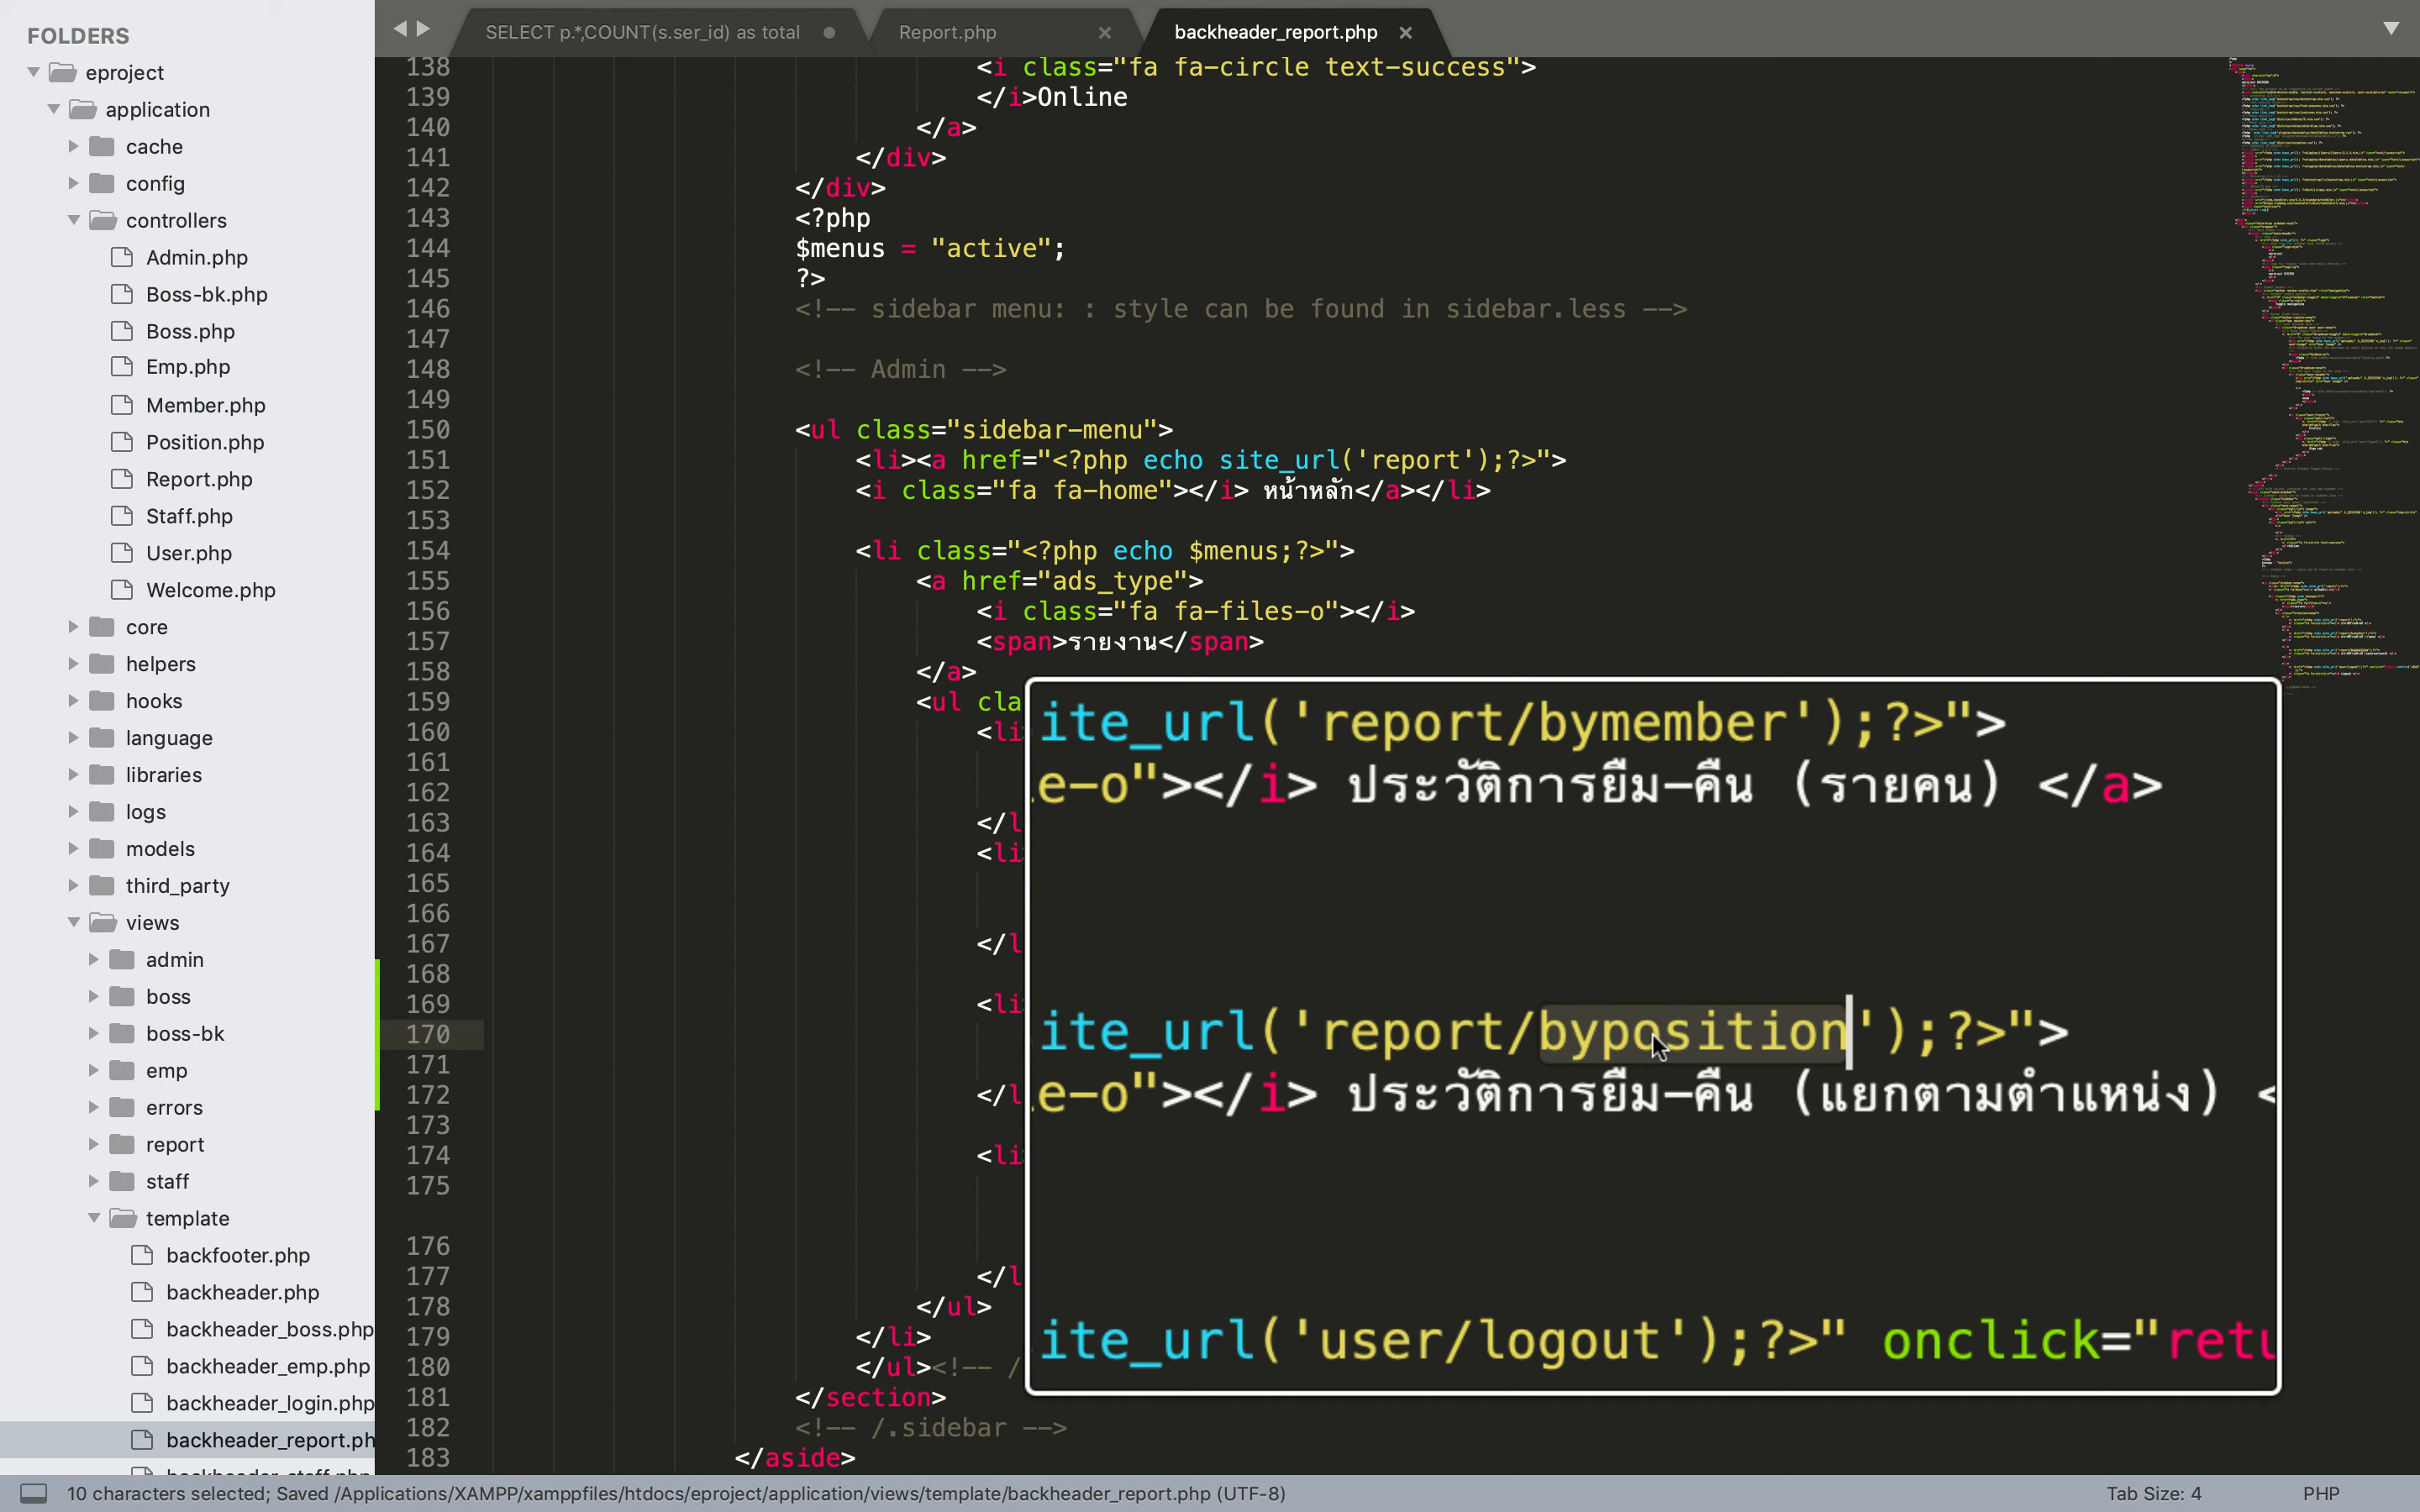 FOLDERS
eproject
application
cache
config
controllers
Admin.php
Boss-bk.php
Boss.php
Emp.php
Member.php
Position.php
Report.php
Staff.php
User.php
Welcome.php
core
helpers
hooks
language
libraries
logs
models
third_party
views
admin
boss
boss-bk
emp
errors
report
staff
template
backfooter.php
backheader.php
backheader_boss.php
backheader_emp.php
backheader_login.php
backheader_report.ph
SELECT p.*,COUNT(s.ser_id) as total
Report.php
backheader_report.php
138 <i class="fa fa-circle text-success">
139 </i>Online
140 </a>
141 </div>
142 </div>
143 <?php
144 $menus = "active";
145 ?>
146 <!-- sidebar menu: : style can be found in sidebar.less -->
147
148 <!-- Admin -->
149
150 <ul class="sidebar-menu">
151 <li><a href="<?php echo site_url('report');?>">
152 <i class="fa fa-home"></i> หน้าหลัก</a></li>
153
154 <li class="<?php echo $menus;?>">
155 <a href="ads_type">
156 <i class="fa fa-files-o"></i>
157 <span>รายงาน</span>
158 </a>
159 <ul cla
160 <li
161
162
163 </l
164 <li
165
166
167 </l
168
169 <li
170
171
172 </l
173
174 <li
175
176
177 </l
178 </ul>
179 </li>
180 </ul><!-- /
181 </section>
182 <!-- /.sidebar -->
183 </aside>
ite_url('report/bymember');?>">
e-o"></i> ประวัติการยืม-คืน (รายคน) </a>
ite_url('report/byposition');?>">
e-o"></i> ประวัติการยืม-คืน (แยกตามตำแหน่ง) <
ite_url('user/logout');?>" onclick="retu
10 characters selected; Saved /Applications/XAMPP/xamppfiles/htdocs/eproject/application/views/template/backheader_report.php (UTF-8)
Tab Size: 4
PHP